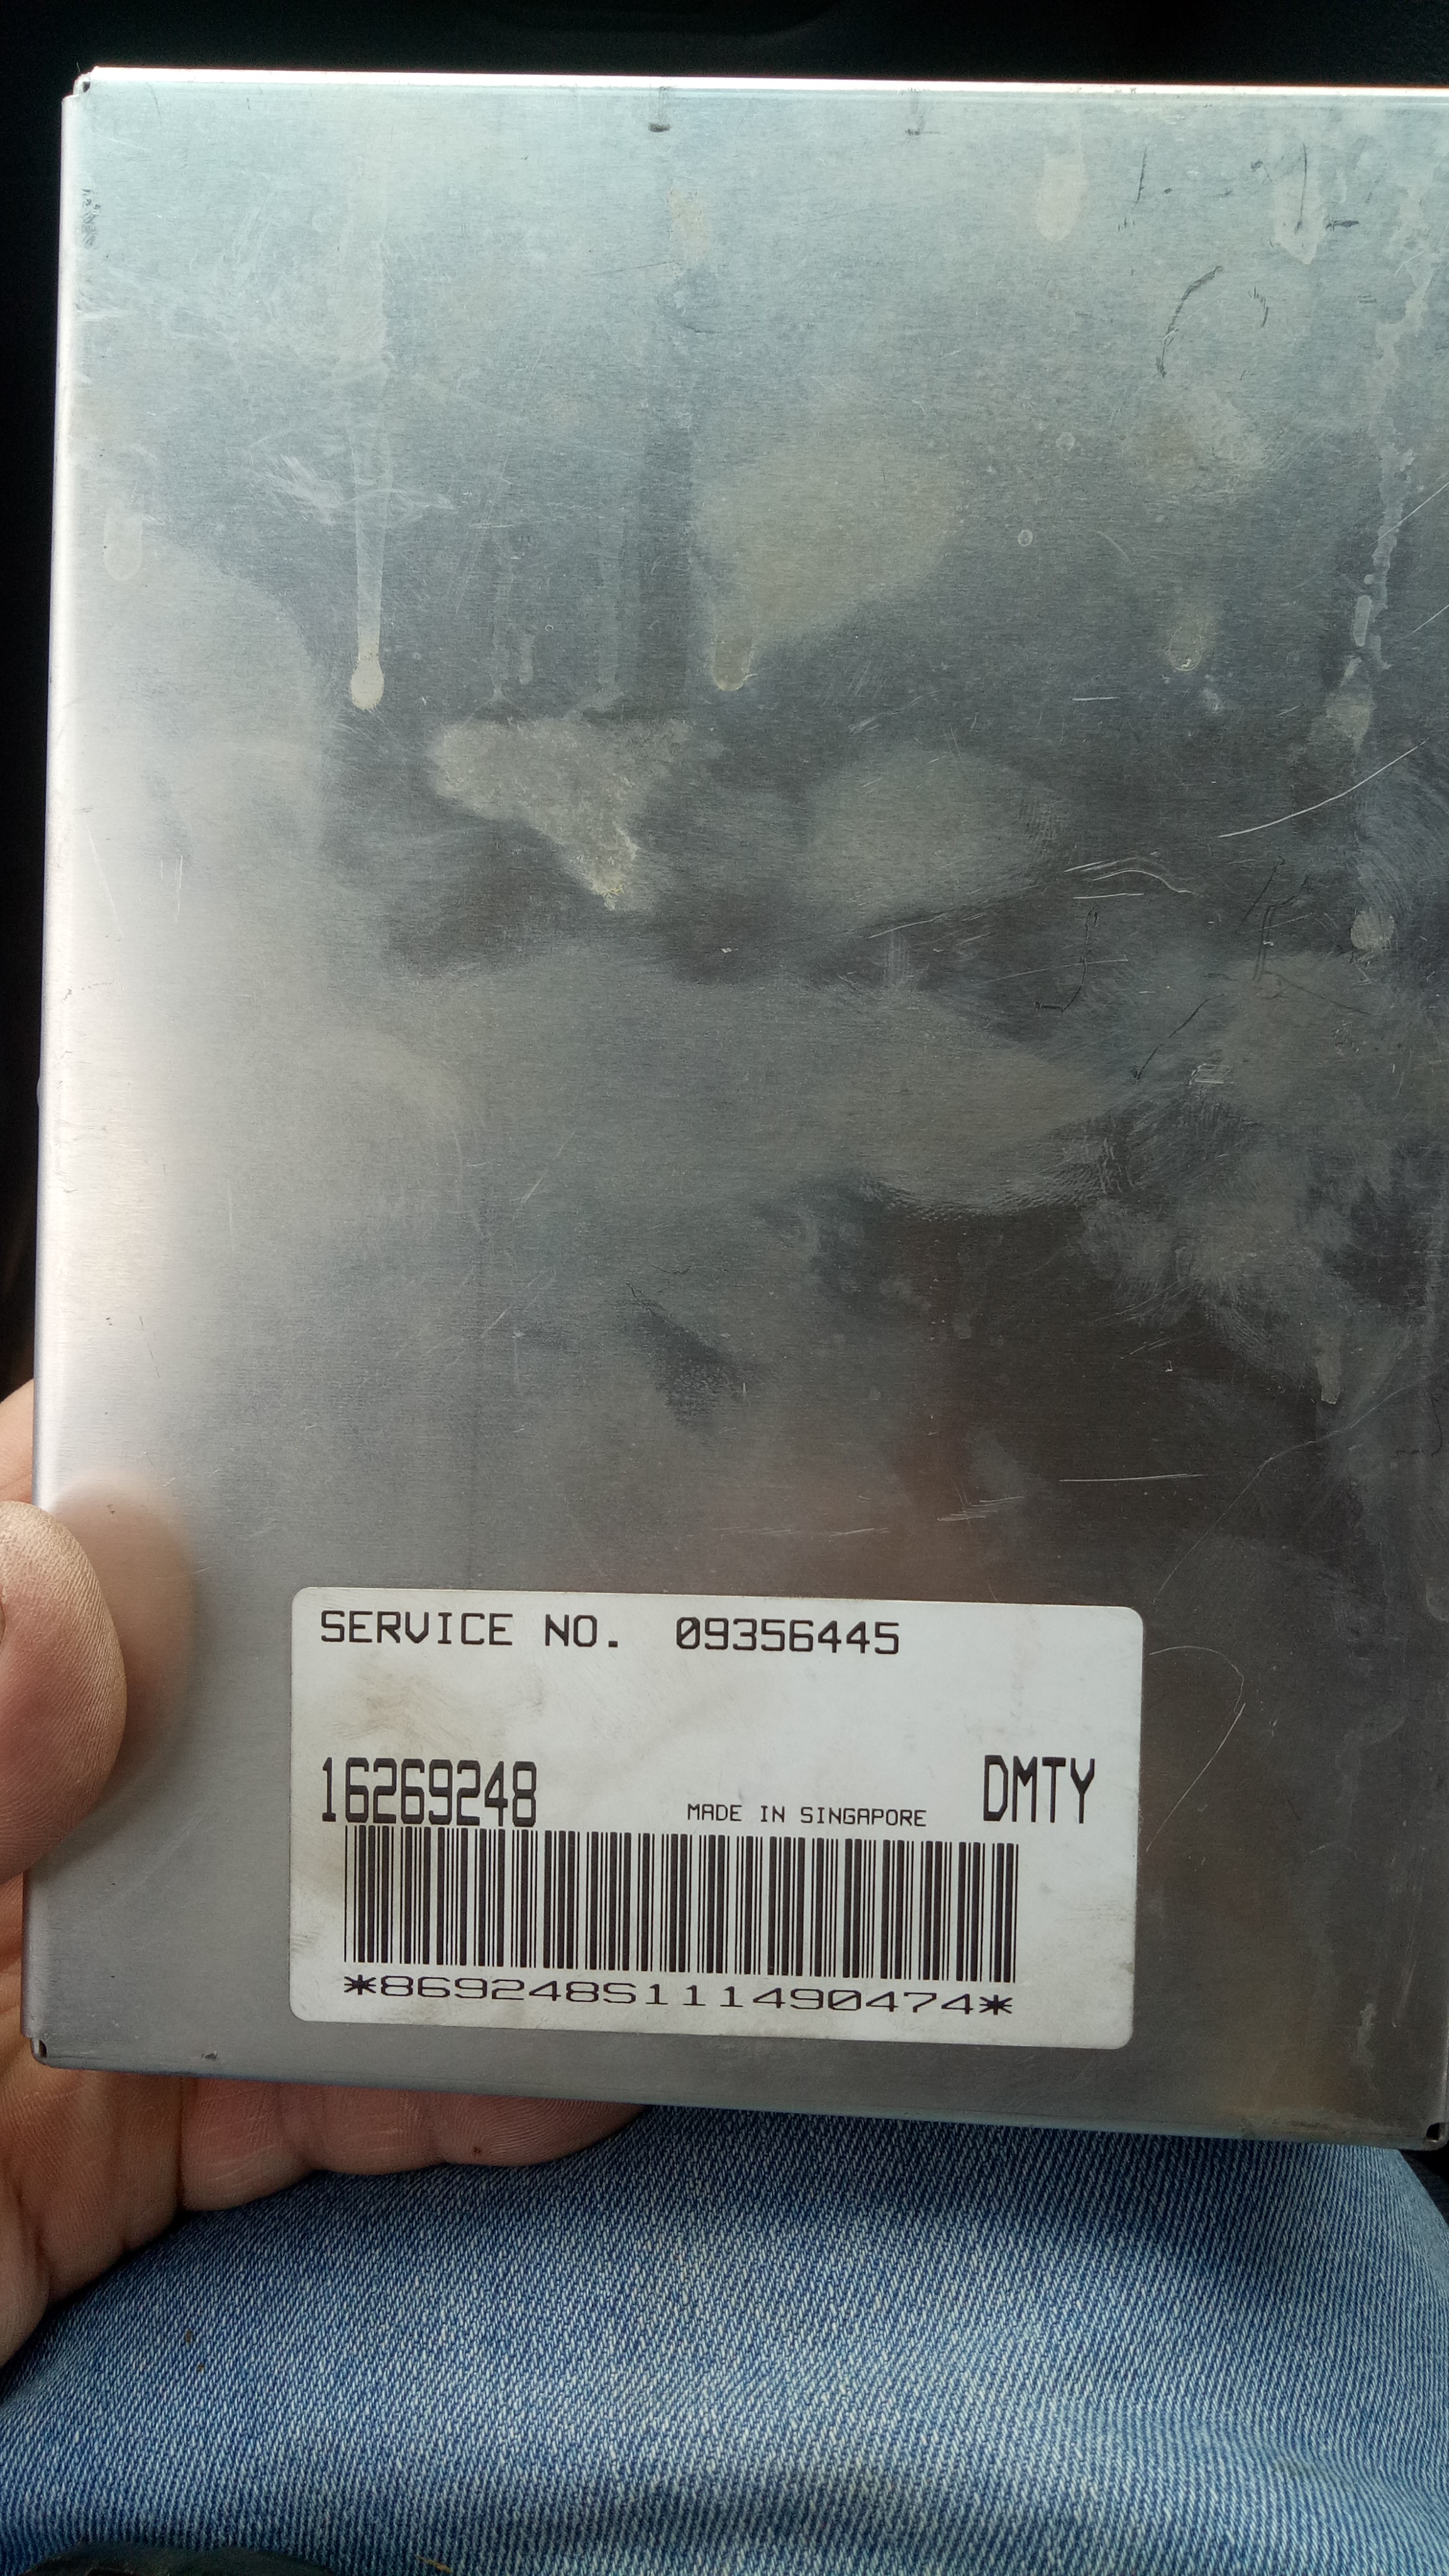 SERVICE NO. 09356445
16269248 MADE IN SINGAPORE DMTY
*869248S111490474*